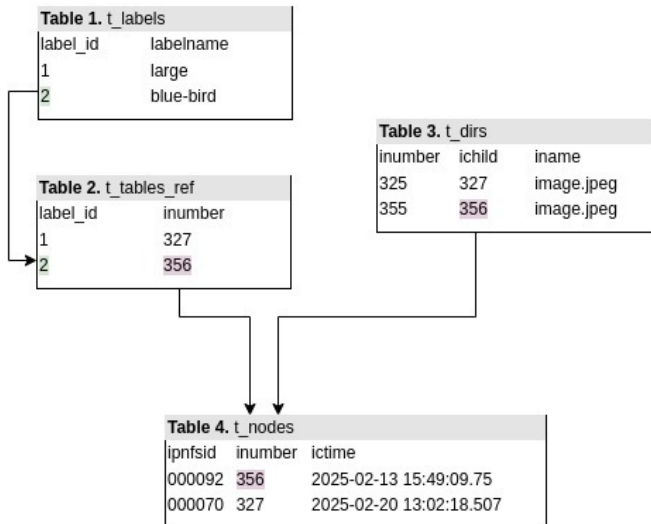 Table 1. t_labels
label_id labelname
1 large
2 blue-bird
Table 2. t_tables_ref
label_id inumber
1 327
2 356
Table 3. t_dirs
inumber ichild iname
325 327 image.jpeg
355 356 image.jpeg
Table 4. t_nodes
ipnfsid inumber ictime
000092 356 2025-02-13 15:49:09.75
000070 327 2025-02-20 13:02:18.507